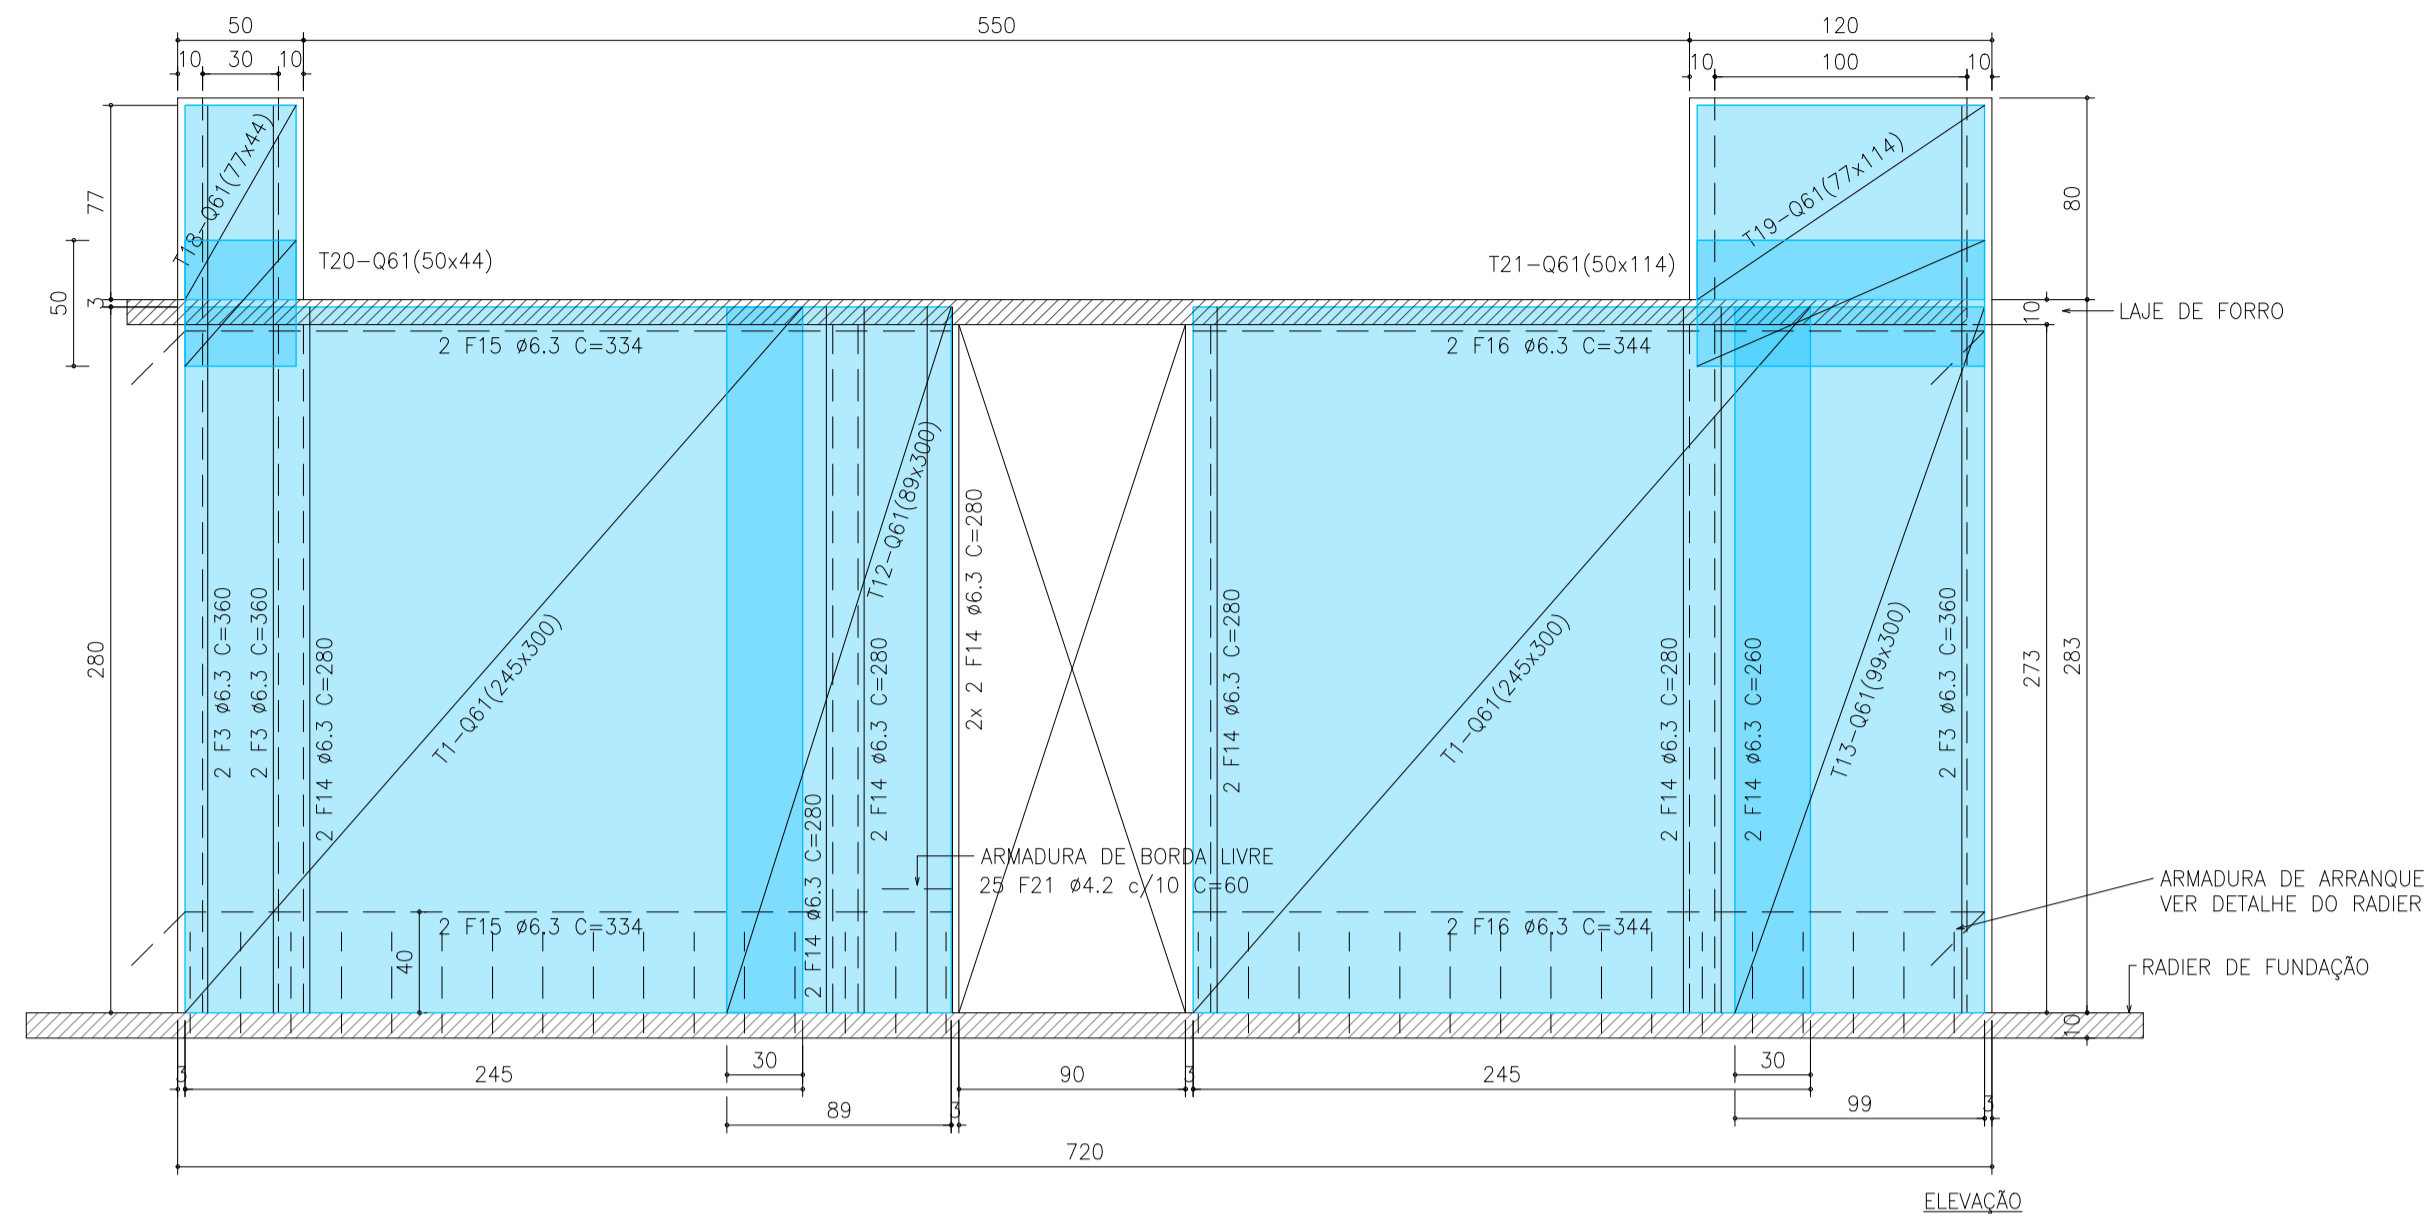 50
550
120
10
30
10
10
100
10
T18-Q61(77x44)
T19-Q61(77x114)
77
80
T20-Q61(50x44)
T21-Q61(50x114)
50
3
10
LAJE DE FORRO
2 F15 ø6.3 C=334
2 F16 ø6.3 C=344
2 F3 ø6.3 C=360
2 F3 ø6.3 C=360
2 F14 ø6.3 C=280
T1-Q61(245x300)
2 F14 ø6.3 C=280
T12-Q61(89x300)
2 F14 ø6.3 C=280
2x 2 F14 ø6.3 C=280
2 F14 ø6.3 C=280
T1-Q61(245x300)
2 F14 ø6.3 C=280
2 F14 ø6.3 C=260
T13-Q61(99x300)
2 F3 ø6.3 C=360
280
273
283
ARMADURA DE BORDA LIVRE
25 F21 ø4.2 c/10 C=60
ARMADURA DE ARRANQUE
VER DETALHE DO RADIER
2 F15 ø6.3 C=334
2 F16 ø6.3 C=344
40
RADIER DE FUNDAÇÃO
10
30
30
3
245
90
3
245
89
3
99
3
720
ELEVAÇÃO